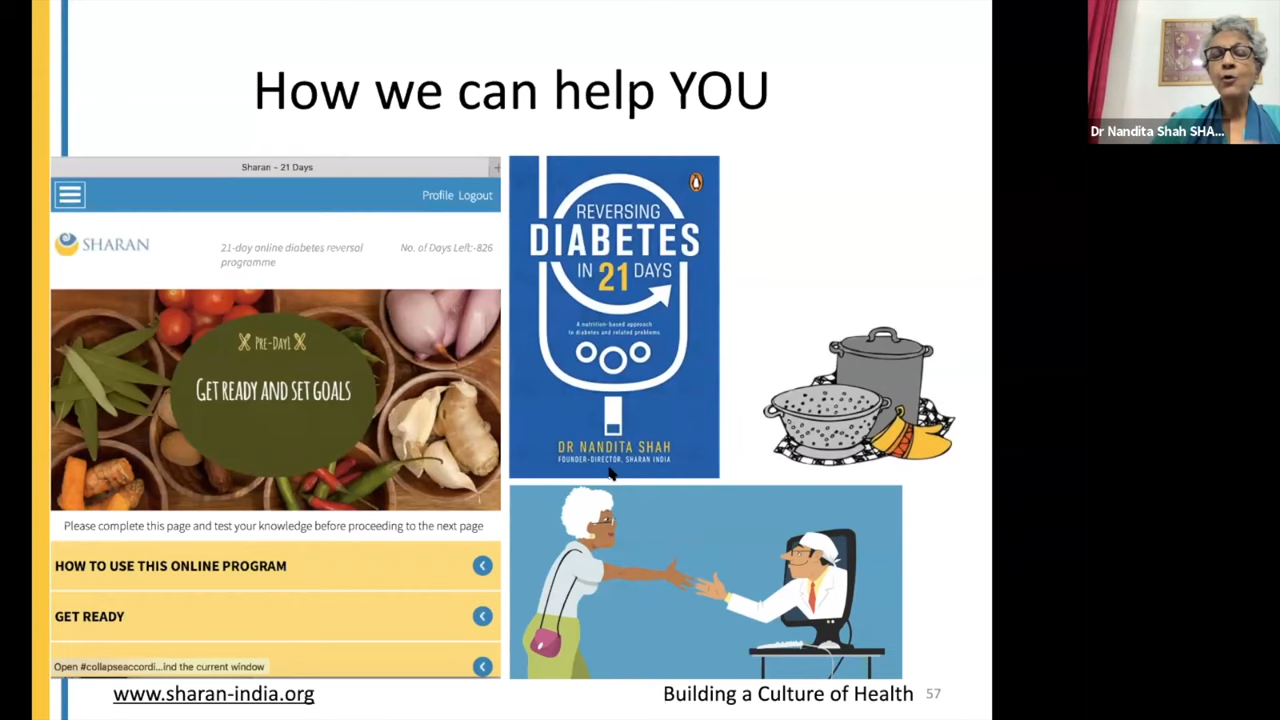 How we can help YOU
Dr Nandita Shah SHA...
Sharan - 21 Days
+
Profile Logout
SHARAN
21-day online diabetes reversal
programme
No. of Days Left:-826
PRE-DAY1
GET READY AND SET GOALS
Please complete this page and test your knowledge before proceeding to the next page
HOW TO USE THIS ONLINE PROGRAM
GET READY
Open #collapseaccordi...ind the current window
REVERSING
DIABETES
IN 21 DAYS
A nutrition-based approach
to diabetes and related problems
DR NANDITA SHAH
FOUNDER-DIRECTOR, SHARAN INDIA
www.sharan-india.org
Building a Culture of Health
57